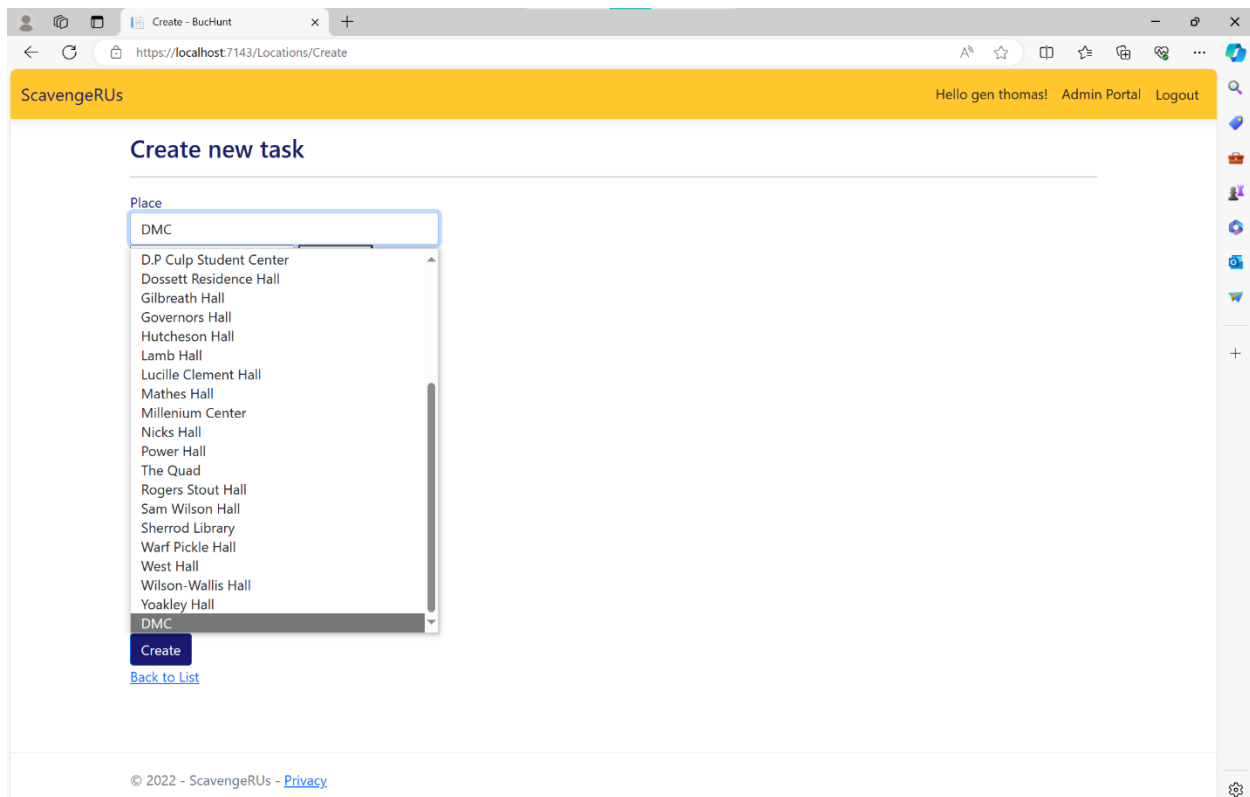 Create - BucHunt
https://localhost:7143/Locations/Create
ScavengeRUs
Hello gen thomas! Admin Portal Logout
Create new task
Place
DMC
D.P Culp Student Center
Dossett Residence Hall
Gilbreath Hall
Governors Hall
Hutcheson Hall
Lamb Hall
Lucille Clement Hall
Mathes Hall
Millenium Center
Nicks Hall
Power Hall
The Quad
Rogers Stout Hall
Sam Wilson Hall
Sherrod Library
Warf Pickle Hall
West Hall
Wilson-Wallis Hall
Yoakley Hall
DMC
Create
Back to List
© 2022 - ScavengeRUs - Privacy